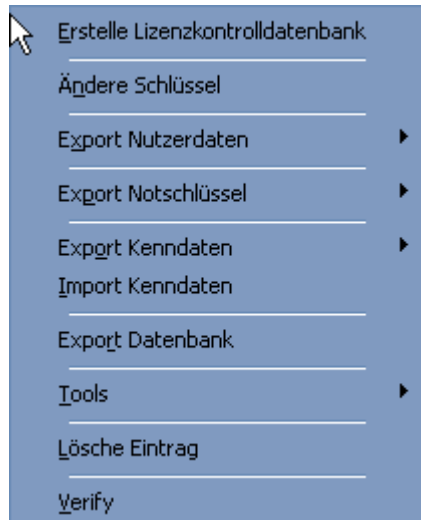 Erstelle Lizenzkontrolldatenbank
Ändere Schlüssel
Export Nutzerdaten
Export Notschlüssel
Export Kenndaten
Import Kenndaten
Export Datenbank
Tools
Lösche Eintrag
Verify